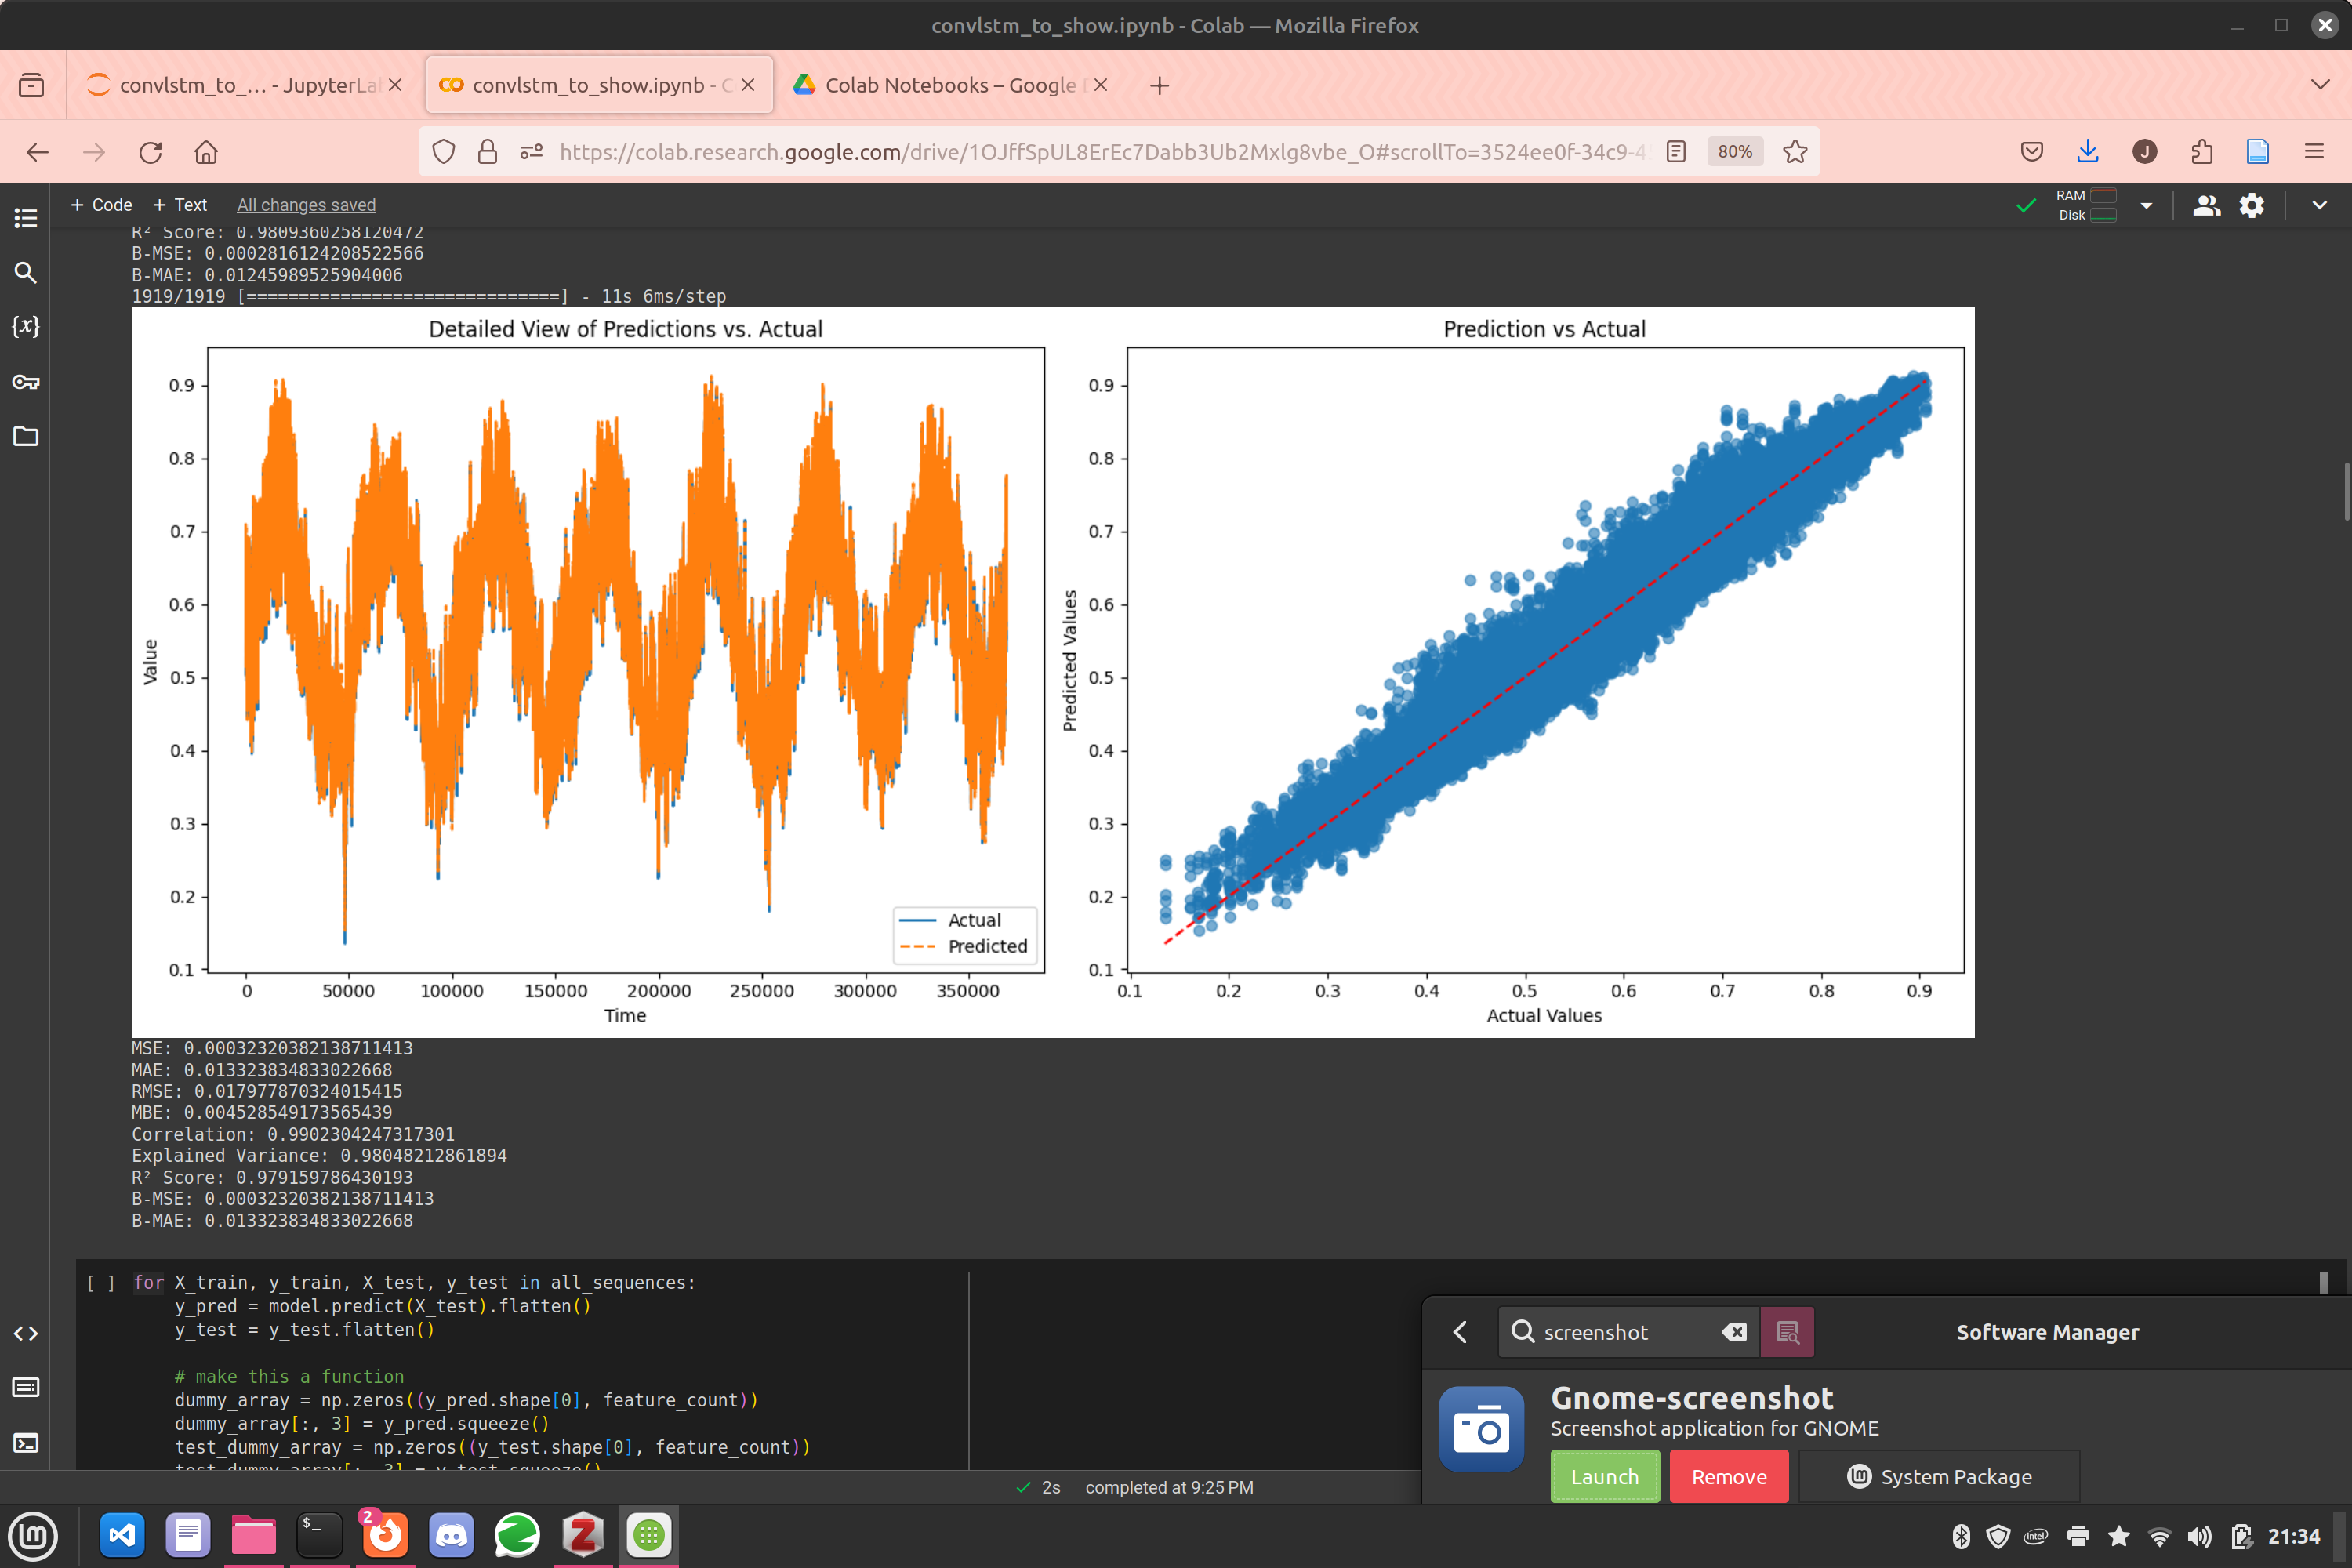 convlstm_to_show.ipynb - Colab — Mozilla Firefox
convlstm_to_... - JupyterLa
convlstm_to_show.ipynb - C
Colab Notebooks – Google
https://colab.research.google.com/drive/1OJffSpUL8ErEc7Dabb3Ub2Mxlg8vbe_O#scrollTo=3524ee0f-34c9-4
80%
J
+ Code + Text All changes saved
RAM
Disk
R² Score: 0.9809360258120472
B-MSE: 0.0002816124208522566
B-MAE: 0.01245989525904006
1919/1919 [==============================] - 11s 6ms/step
Detailed View of Predictions vs. Actual
0.9
0.8
0.7
0.6
0.5
0.4
0.3
0.2
0.1
Value
0 50000 100000 150000 200000 250000 300000 350000
Time
Actual
Predicted
Prediction vs Actual
0.9
0.8
0.7
0.6
0.5
0.4
0.3
0.2
0.1
Predicted Values
0.1 0.2 0.3 0.4 0.5 0.6 0.7 0.8 0.9
Actual Values
MSE: 0.00032320382138711413
MAE: 0.013323834833022668
RMSE: 0.017977870324015415
MBE: 0.004528549173565439
Correlation: 0.9902304247317301
Explained Variance: 0.98048212861894
R² Score: 0.979159786430193
B-MSE: 0.00032320382138711413
B-MAE: 0.013323834833022668
[ ] for X_train, y_train, X_test, y_test in all_sequences:
y_pred = model.predict(X_test).flatten()
y_test = y_test.flatten()
# make this a function
dummy_array = np.zeros((y_pred.shape[0], feature_count))
dummy_array[:, 3] = y_pred.squeeze()
test_dummy_array = np.zeros((y_test.shape[0], feature_count))
test_dummy_array[:, 3] = y_test.squeeze()
2s completed at 9:25 PM
screenshot
Software Manager
Gnome-screenshot
Screenshot application for GNOME
Launch
Remove
System Package
2
intel
21:34